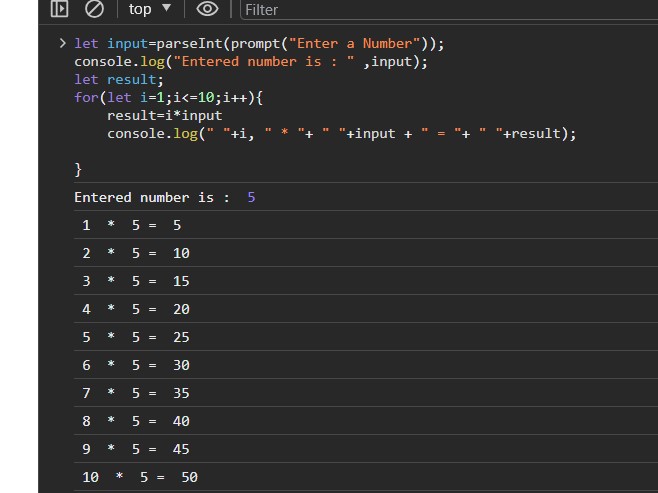 top
Filter
let input=parseInt(prompt("Enter a Number"));
console.log("Entered number is : " ,input);
let result;
for(let i=1;i<=10;i++){
    result=i*input
    console.log(" "+i, " * "+ " "+input + " = "+ " "+result);
}
Entered number is :  5
 1  *  5 =  5
 2  *  5 =  10
 3  *  5 =  15
 4  *  5 =  20
 5  *  5 =  25
 6  *  5 =  30
 7  *  5 =  35
 8  *  5 =  40
 9  *  5 =  45
 10  *  5 =  50